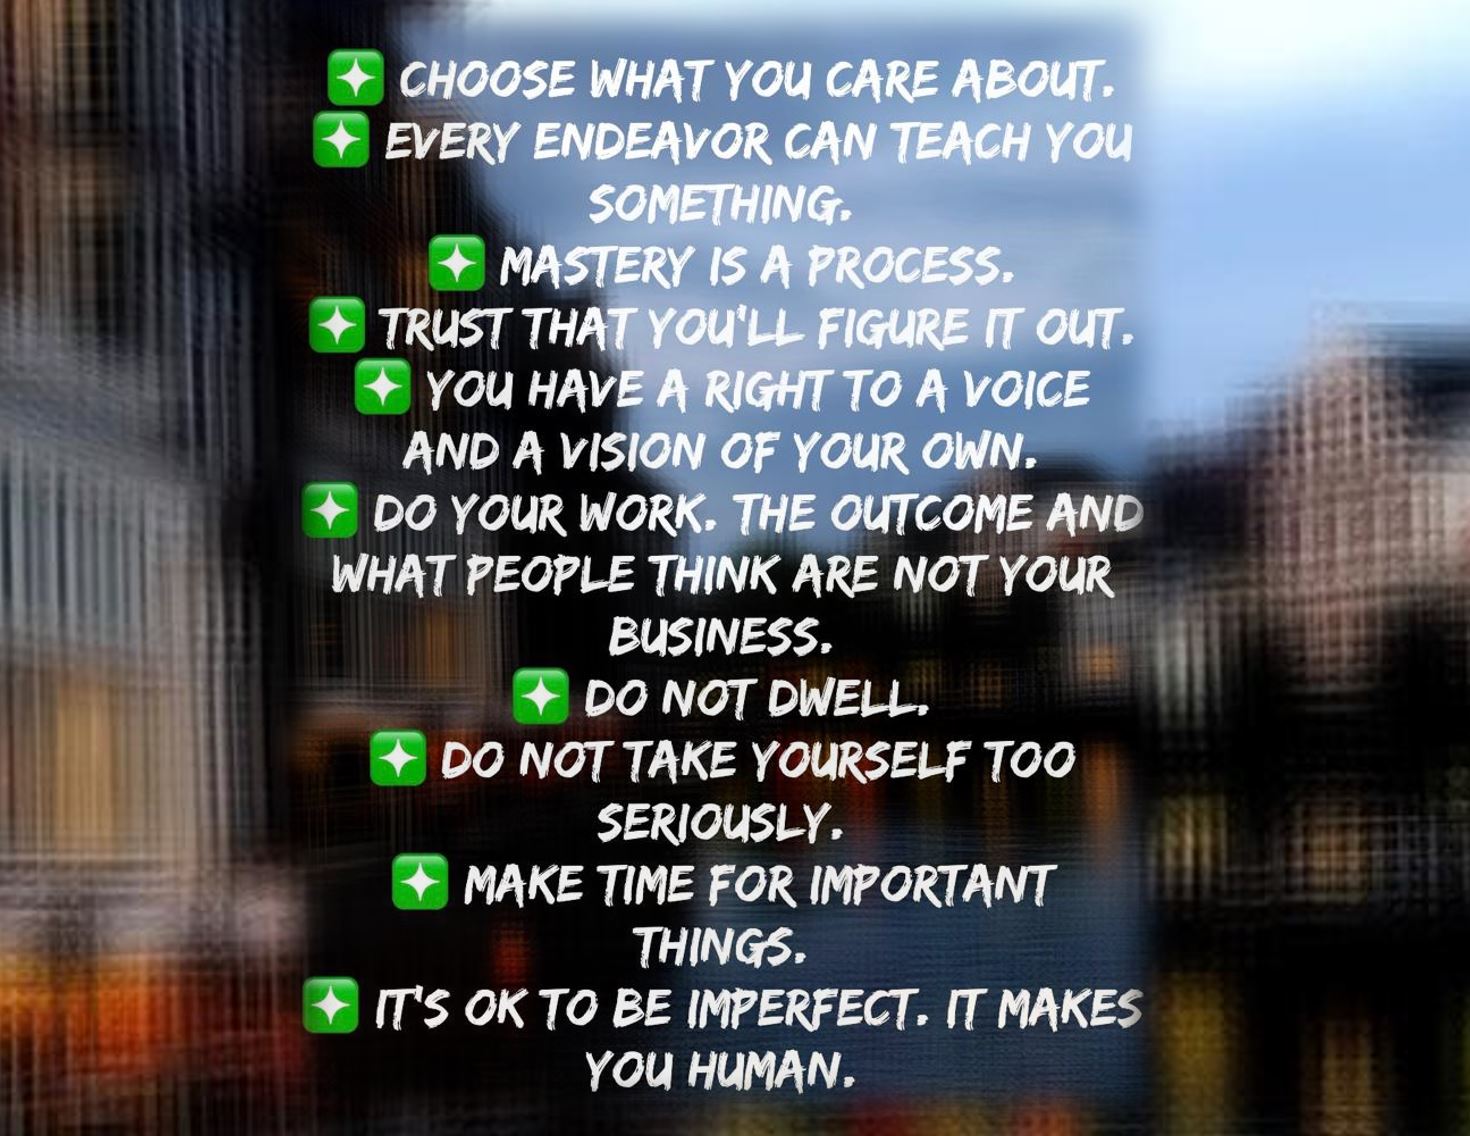 ❇️ CHOOSE WHAT YOU CARE ABOUT.
❇️ EVERY ENDEAVOR CAN TEACH YOU
SOMETHING.
❇️ MASTERY IS A PROCESS.
❇️ TRUST THAT YOU'LL FIGURE IT OUT.
❇️ YOU HAVE A RIGHT TO A VOICE
AND A VISION OF YOUR OWN.
❇️ DO YOUR WORK. THE OUTCOME AND
WHAT PEOPLE THINK ARE NOT YOUR
BUSINESS.
❇️ DO NOT DWELL.
❇️ DO NOT TAKE YOURSELF TOO
SERIOUSLY.
❇️ MAKE TIME FOR IMPORTANT
THINGS.
❇️ IT'S OK TO BE IMPERFECT. IT MAKES
YOU HUMAN.